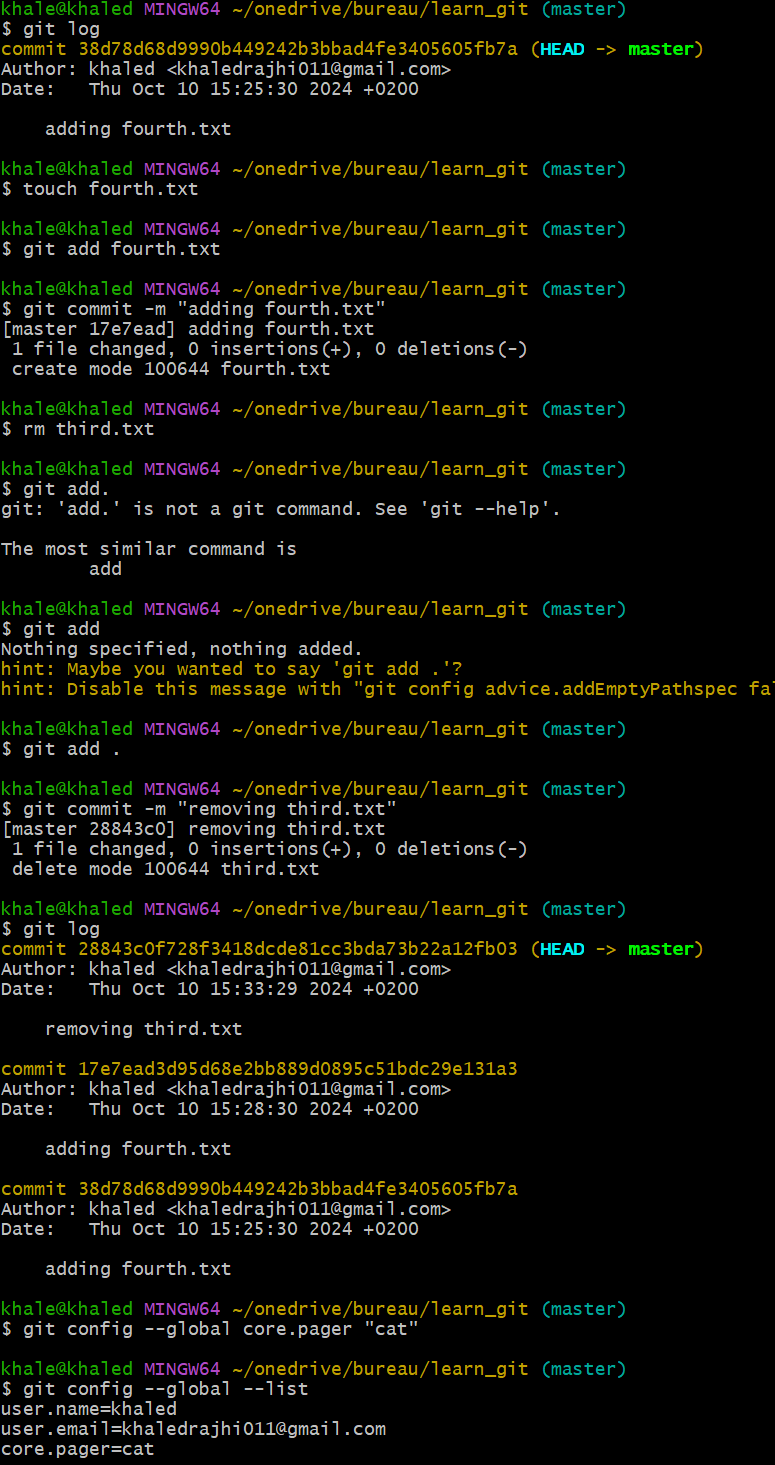 khale@khaled MINGW64 ~/onedrive/bureau/learn_git (master)
$ git log
commit 38d78d68d9990b449242b3bbad4fe3405605fb7a (HEAD -> master)
Author: khaled <khaledrajhi011@gmail.com>
Date:   Thu Oct 10 15:25:30 2024 +0200

    adding fourth.txt

khale@khaled MINGW64 ~/onedrive/bureau/learn_git (master)
$ touch fourth.txt

khale@khaled MINGW64 ~/onedrive/bureau/learn_git (master)
$ git add fourth.txt

khale@khaled MINGW64 ~/onedrive/bureau/learn_git (master)
$ git commit -m "adding fourth.txt"
[master 17e7ead] adding fourth.txt
 1 file changed, 0 insertions(+), 0 deletions(-)
 create mode 100644 fourth.txt

khale@khaled MINGW64 ~/onedrive/bureau/learn_git (master)
$ rm third.txt

khale@khaled MINGW64 ~/onedrive/bureau/learn_git (master)
$ git add.
git: 'add.' is not a git command. See 'git --help'.

The most similar command is
        add

khale@khaled MINGW64 ~/onedrive/bureau/learn_git (master)
$ git add
Nothing specified, nothing added.
hint: Maybe you wanted to say 'git add .'?
hint: Disable this message with "git config advice.addEmptyPathspec fal

khale@khaled MINGW64 ~/onedrive/bureau/learn_git (master)
$ git add .

khale@khaled MINGW64 ~/onedrive/bureau/learn_git (master)
$ git commit -m "removing third.txt"
[master 28843c0] removing third.txt
 1 file changed, 0 insertions(+), 0 deletions(-)
 delete mode 100644 third.txt

khale@khaled MINGW64 ~/onedrive/bureau/learn_git (master)
$ git log
commit 28843c0f728f3418dcde81cc3bda73b22a12fb03 (HEAD -> master)
Author: khaled <khaledrajhi011@gmail.com>
Date:   Thu Oct 10 15:33:29 2024 +0200

    removing third.txt

commit 17e7ead3d95d68e2bb889d0895c51bdc29e131a3
Author: khaled <khaledrajhi011@gmail.com>
Date:   Thu Oct 10 15:28:30 2024 +0200

    adding fourth.txt

commit 38d78d68d9990b449242b3bbad4fe3405605fb7a
Author: khaled <khaledrajhi011@gmail.com>
Date:   Thu Oct 10 15:25:30 2024 +0200

    adding fourth.txt

khale@khaled MINGW64 ~/onedrive/bureau/learn_git (master)
$ git config --global core.pager "cat"

khale@khaled MINGW64 ~/onedrive/bureau/learn_git (master)
$ git config --global --list
user.name=khaled
user.email=khaledrajhi011@gmail.com
core.pager=cat